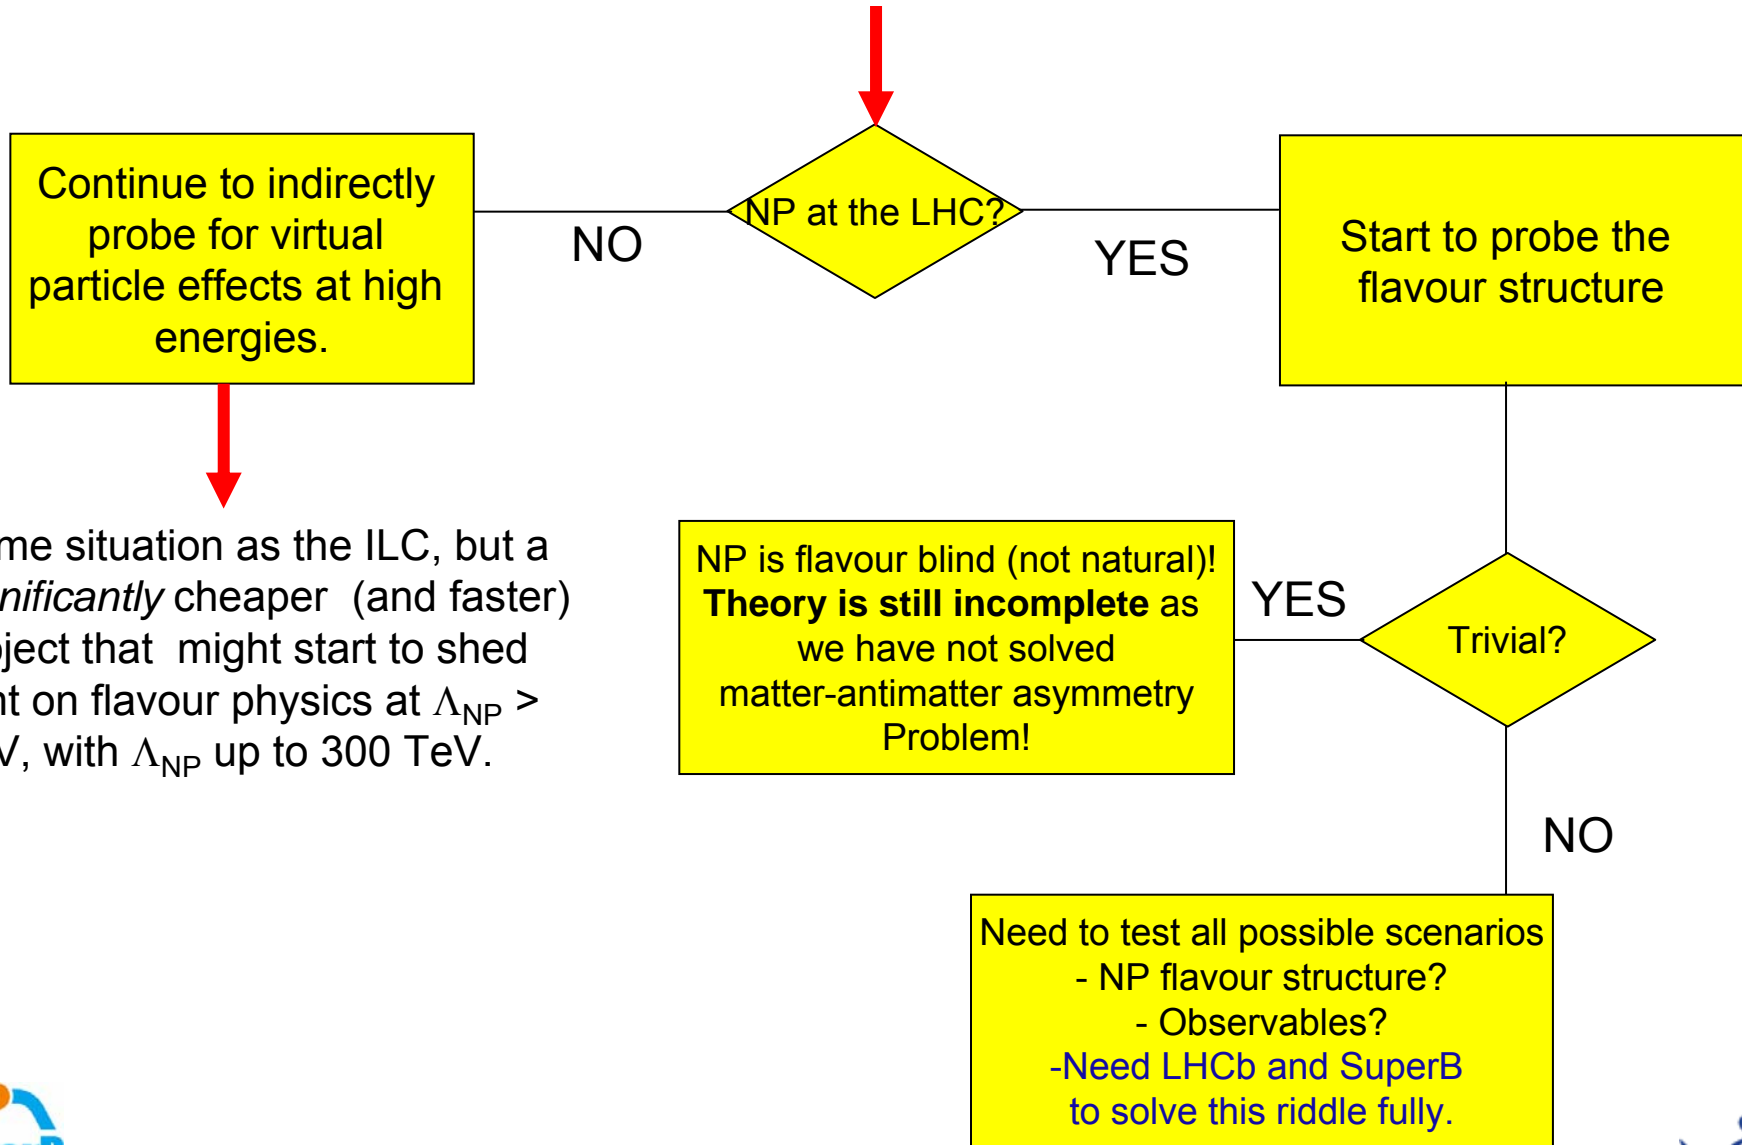 NP at the LHC?
NO
YES
Continue to indirectly
probe for virtual
particle effects at high
energies.
Start to probe the
flavour structure
me situation as the ILC, but a
nificantly cheaper (and faster)
ject that might start to shed
nt on flavour physics at ΛNP >
V, with ΛNP up to 300 TeV.
NP is flavour blind (not natural)!
Theory is still incomplete as
we have not solved
matter-antimatter asymmetry
Problem!
YES
Trivial?
NO
Need to test all possible scenarios
- NP flavour structure?
- Observables?
-Need LHCb and SuperB
to solve this riddle fully.